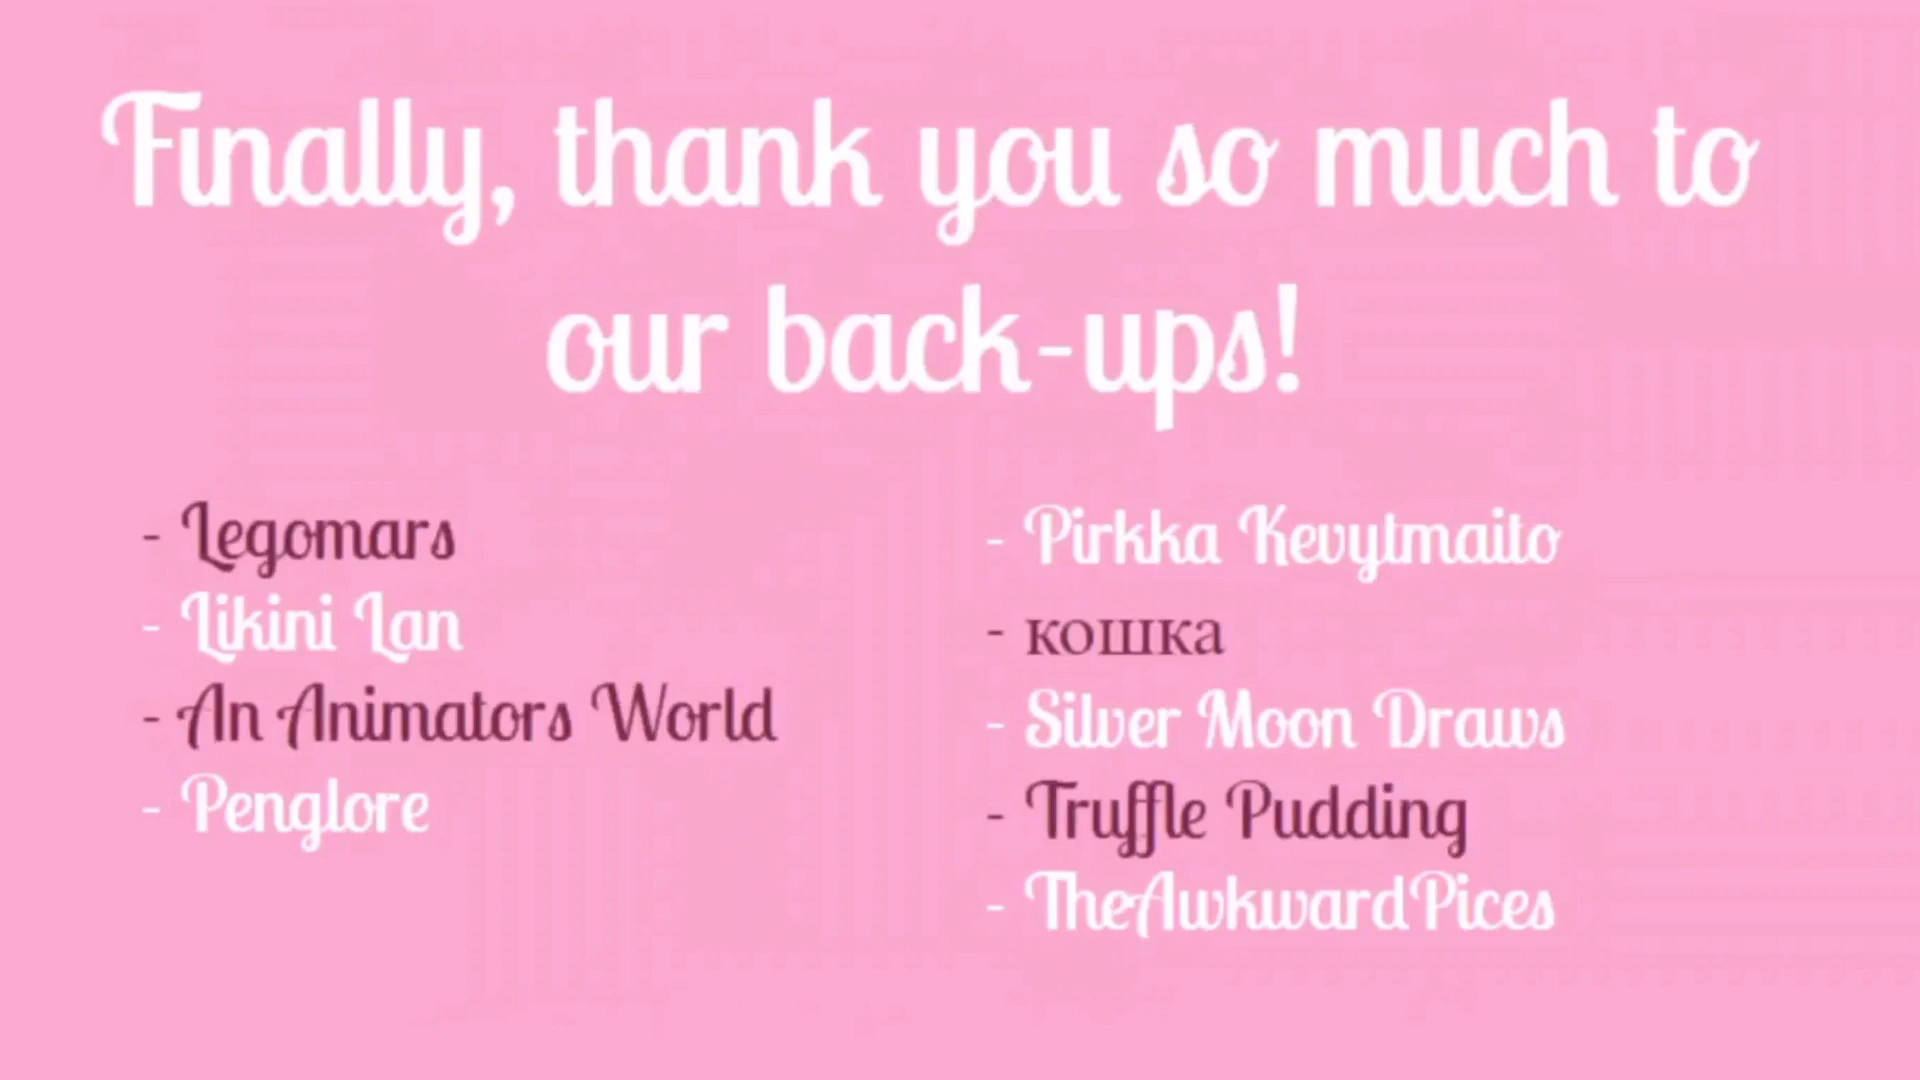 Finally, thank you so much to
our back-ups!
- Legomars
- Likini Lan
- An Animators World
- Penglore
- Pirkka Kevytmaito
- кошка
- Silver Moon Draws
- Truffle Pudding
- TheAwkwardPices